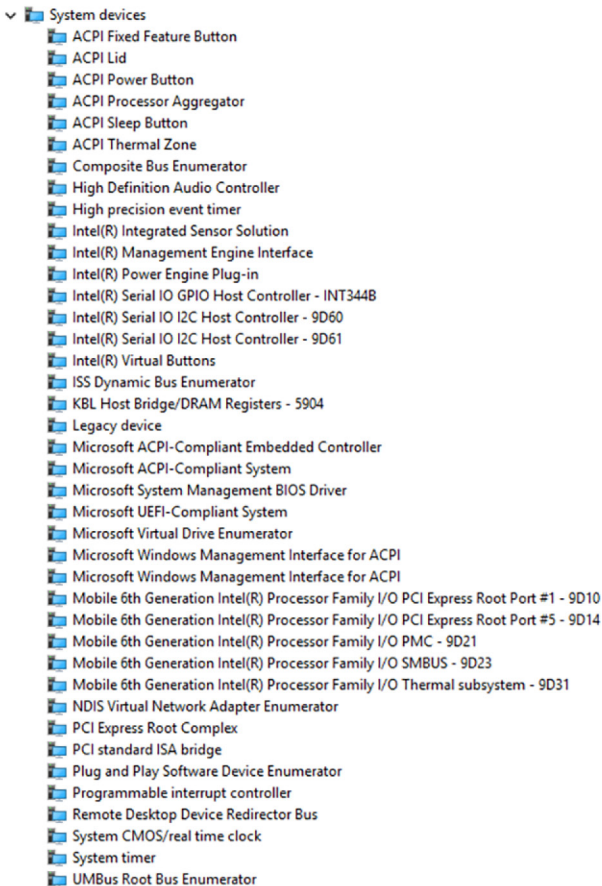 System devices
ACPI Fixed Feature Button
ACPI Lid
ACPI Power Button
ACPI Processor Aggregator
ACPI Sleep Button
ACPI Thermal Zone
Composite Bus Enumerator
High Definition Audio Controller
High precision event timer
Intel(R) Integrated Sensor Solution
Intel(R) Management Engine Interface
Intel(R) Power Engine Plug-in
Intel(R) Serial IO GPIO Host Controller - INT344B
Intel(R) Serial IO I2C Host Controller - 9D60
Intel(R) Serial IO I2C Host Controller - 9D61
Intel(R) Virtual Buttons
ISS Dynamic Bus Enumerator
KBL Host Bridge/DRAM Registers - 5904
Legacy device
Microsoft ACPI-Compliant Embedded Controller
Microsoft ACPI-Compliant System
Microsoft System Management BIOS Driver
Microsoft UEFI-Compliant System
Microsoft Virtual Drive Enumerator
Microsoft Windows Management Interface for ACPI
Microsoft Windows Management Interface for ACPI
Mobile 6th Generation Intel(R) Processor Family I/O PCI Express Root Port #1 - 9D10
Mobile 6th Generation Intel(R) Processor Family I/O PCI Express Root Port #5 - 9D14
Mobile 6th Generation Intel(R) Processor Family I/O PMC - 9D21
Mobile 6th Generation Intel(R) Processor Family I/O SMBUS - 9D23
Mobile 6th Generation Intel(R) Processor Family I/O Thermal subsystem - 9D31
NDIS Virtual Network Adapter Enumerator
PCI Express Root Complex
PCI standard ISA bridge
Plug and Play Software Device Enumerator
Programmable interrupt controller
Remote Desktop Device Redirector Bus
System CMOS/real time clock
System timer
UMBus Root Bus Enumerator